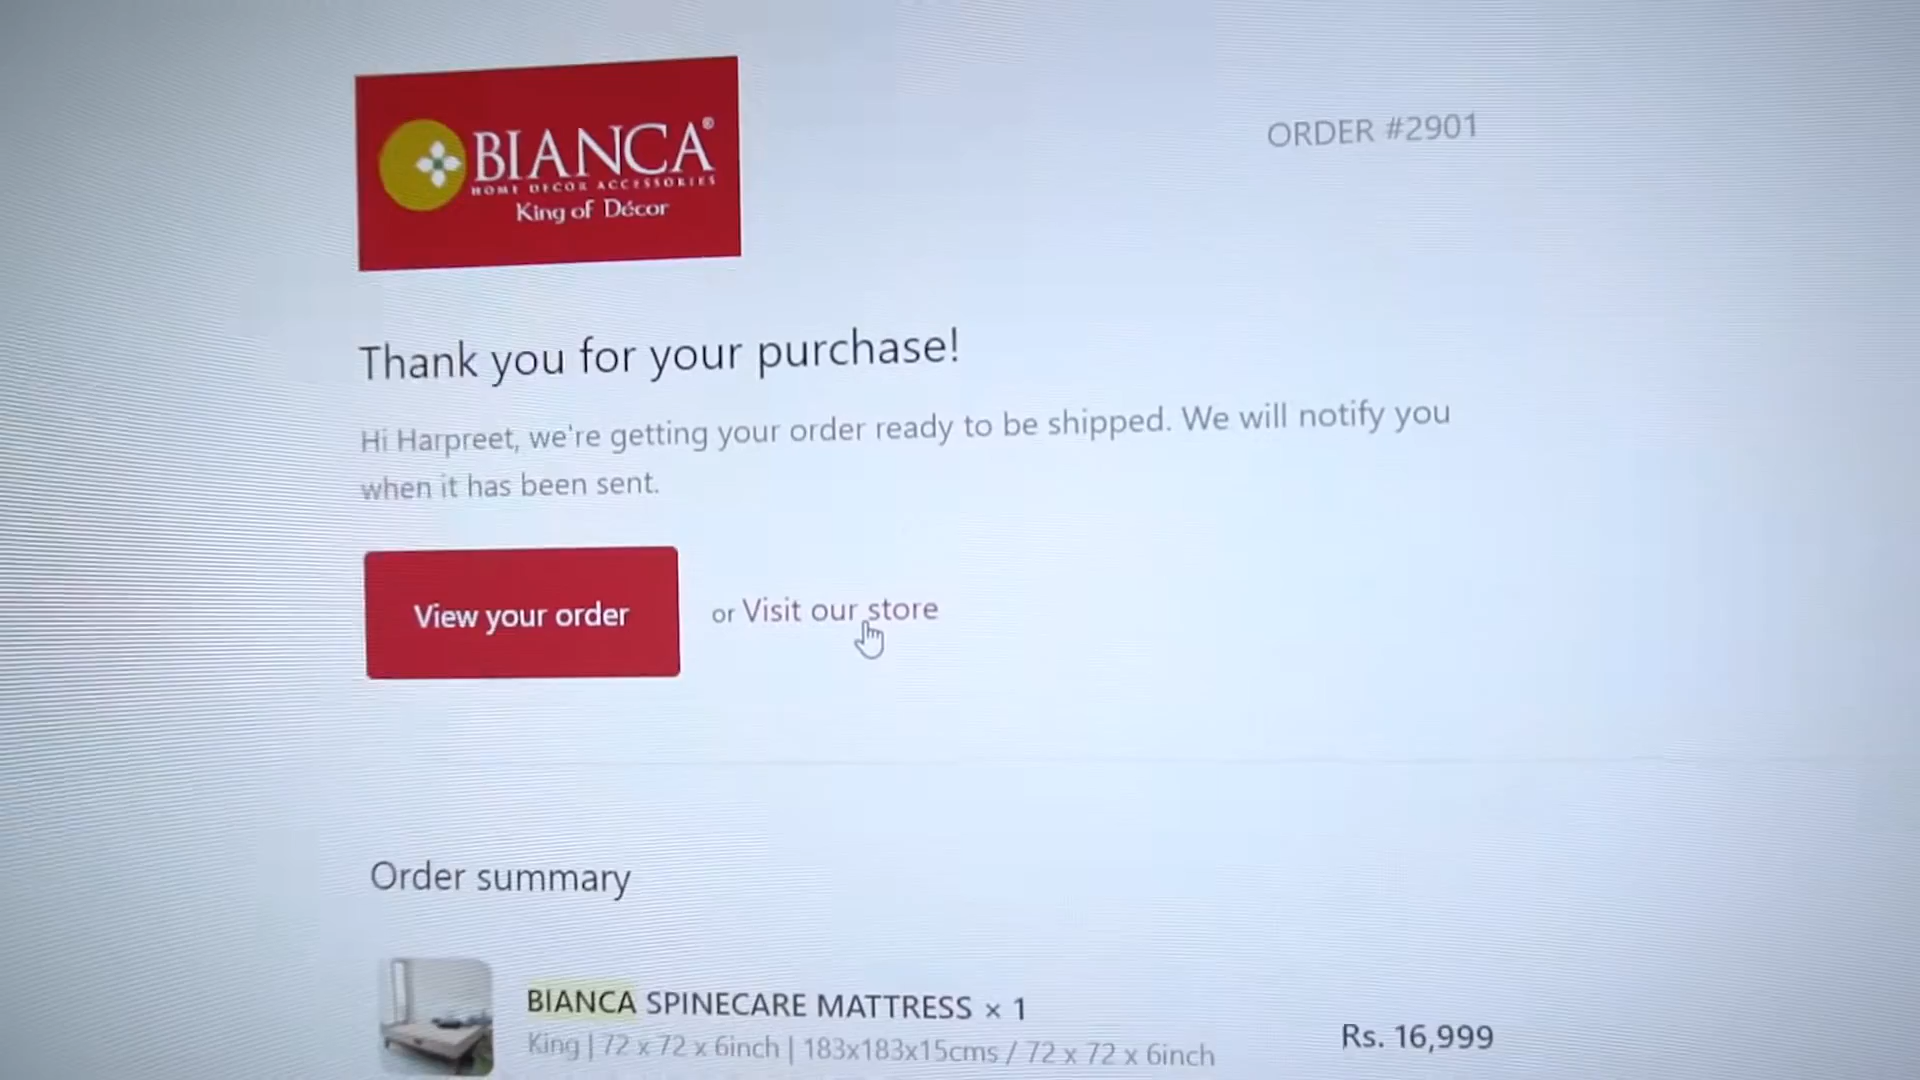 BIANCA®
HOME DECOR ACCESSORIES
King of Décor
ORDER #2901
Thank you for your purchase!
Hi Harpreet, we're getting your order ready to be shipped. We will notify you
when it has been sent.
View your order
or Visit our store
Order summary
BIANCA SPINECARE MATTRESS × 1
King | 72 x 72 x 6inch | 183x183x15cms / 72 x 72 x 6inch
Rs. 16,999